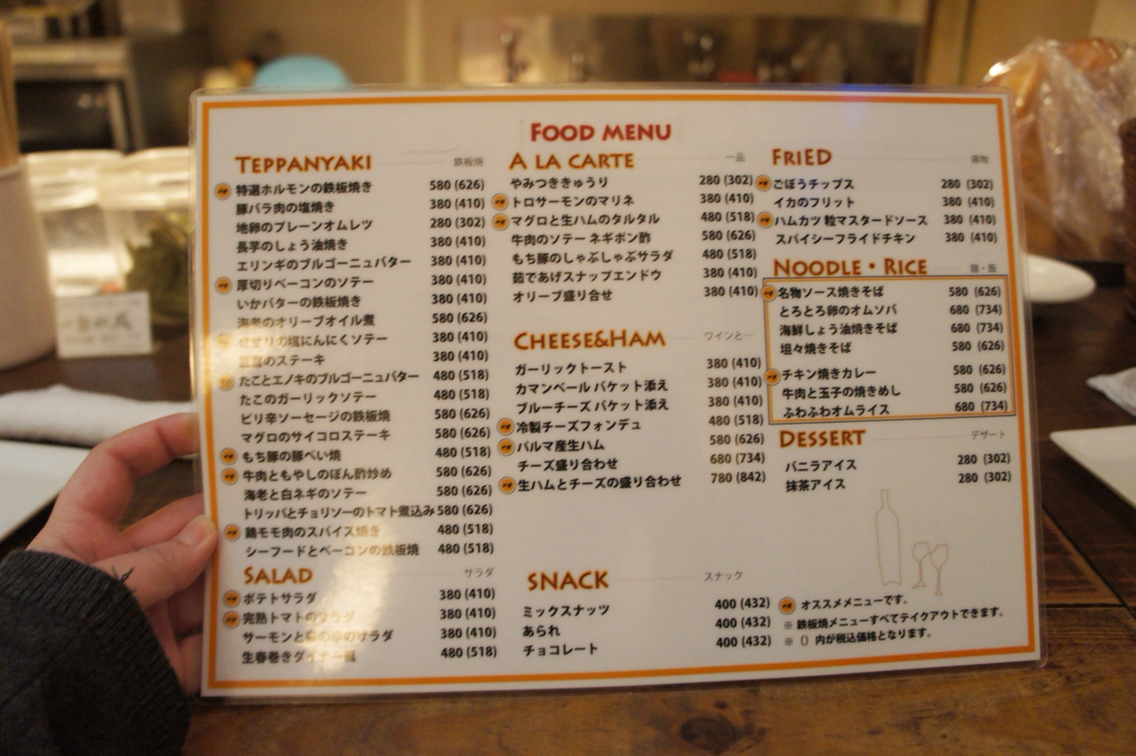 FOOD MENU
TEPPANYAKI 鉄板焼
特選ホルモンの鉄板焼き 580 (626)
豚バラ肉の塩焼き 380 (410)
地卵のプレーンオムレツ 280 (302)
長芋のしょう油焼き 380 (410)
エリンギのブルゴーニュバター 380 (410)
厚切りベーコンのソテー 380 (410)
いかバターの鉄板焼き 380 (410)
海老のオリーブオイル煮 580 (626)
せせりの塩にんにくソテー 380 (410)
のステーキ 380 (410)
たことエノキのブルゴーニュバター 480 (518)
たこのガーリックソテー 480 (518)
ピリ辛ソーセージの鉄板焼 580 (626)
マグロのサイコロステーキ 580 (626)
もち豚の豚ぺい焼 480 (518)
牛肉ともやしのぽん酢炒め 580 (626)
海老と白ネギのソテー 580 (626)
トリッパとチョリソーのトマト煮込み 580 (626)
鶏モモ肉のスパイス焼き 480 (518)
シーフードとベーコンの鉄板焼 480 (518)
SALAD サラダ
ポテトサラダ 380 (410)
完熟トマトのサラダ 380 (410)
サーモンと のサラダ 380 (410)
生春巻きダイナー風 480 (518)
A LA CARTE 一品
やみつききゅうり 280 (302)
トロサーモンのマリネ 380 (410)
マグロと生ハムのタルタル 480 (518)
牛肉のソテー ネギポン酢 580 (626)
もち豚のしゃぶしゃぶサラダ 480 (518)
茹であげスナップエンドウ 380 (410)
オリーブ盛り合せ 380 (410)
CHEESE&HAM ワインと…
ガーリックトースト 380 (410)
カマンベール バケット添え 380 (410)
ブルーチーズ バケット添え 380 (410)
冷製チーズフォンデュ 480 (518)
パルマ産生ハム 580 (626)
チーズ盛り合わせ 680 (734)
生ハムとチーズの盛り合わせ 780 (842)
SNACK スナック
ミックスナッツ 400 (432)
あられ 400 (432)
チョコレート 400 (432)
FRIED 揚物
ごぼうチップス 280 (302)
イカのフリット 380 (410)
ハムカツ 粒マスタードソース 380 (410)
スパイシーフライドチキン 380 (410)
NOODLE・RICE 麺・飯
名物ソース焼きそば 580 (626)
とろとろ卵のオムソバ 680 (734)
海鮮しょう油焼きそば 680 (734)
坦々焼きそば 580 (626)
チキン焼きカレー 580 (626)
牛肉と玉子の焼きめし 580 (626)
ふわふわオムライス 680 (734)
DESSERT デザート
バニラアイス 280 (302)
抹茶アイス 280 (302)
オススメメニューです。
※ 鉄板焼メニューすべてテイクアウトできます。
※ () 内が税込価格となります。